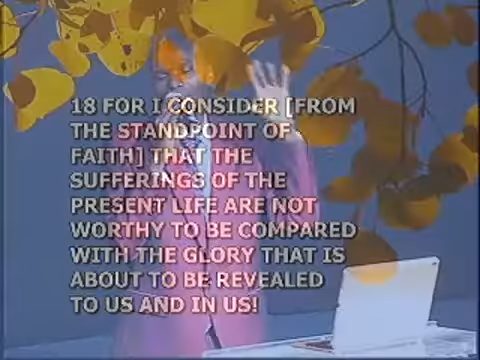 18 FOR I CONSIDER [FROM
THE STANDPOINT OF
FAITH] THAT THE
SUFFERINGS OF THE
PRESENT LIFE ARE NOT
WORTHY TO BE COMPARED
WITH THE GLORY THAT IS
ABOUT TO BE REVEALED
TO US AND IN US!